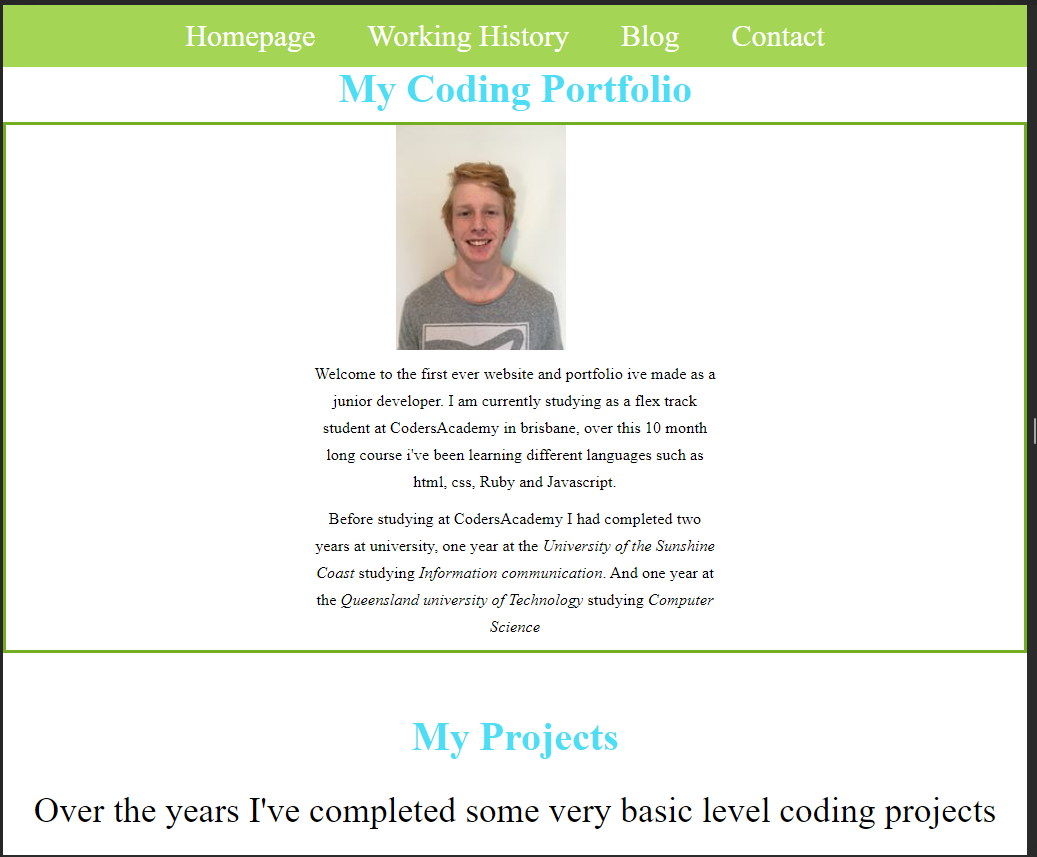 Homepage Working History Blog Contact
My Coding Portfolio
Welcome to the first ever website and portfolio ive made as a
junior developer. I am currently studying as a flex track
student at CodersAcademy in brisbane, over this 10 month
long course i've been learning different languages such as
html, css, Ruby and Javascript.
Before studying at CodersAcademy I had completed two
years at university, one year at the University of the Sunshine
Coast studying Information communication. And one year at
the Queensland university of Technology studying Computer
Science
My Projects
Over the years I've completed some very basic level coding projects